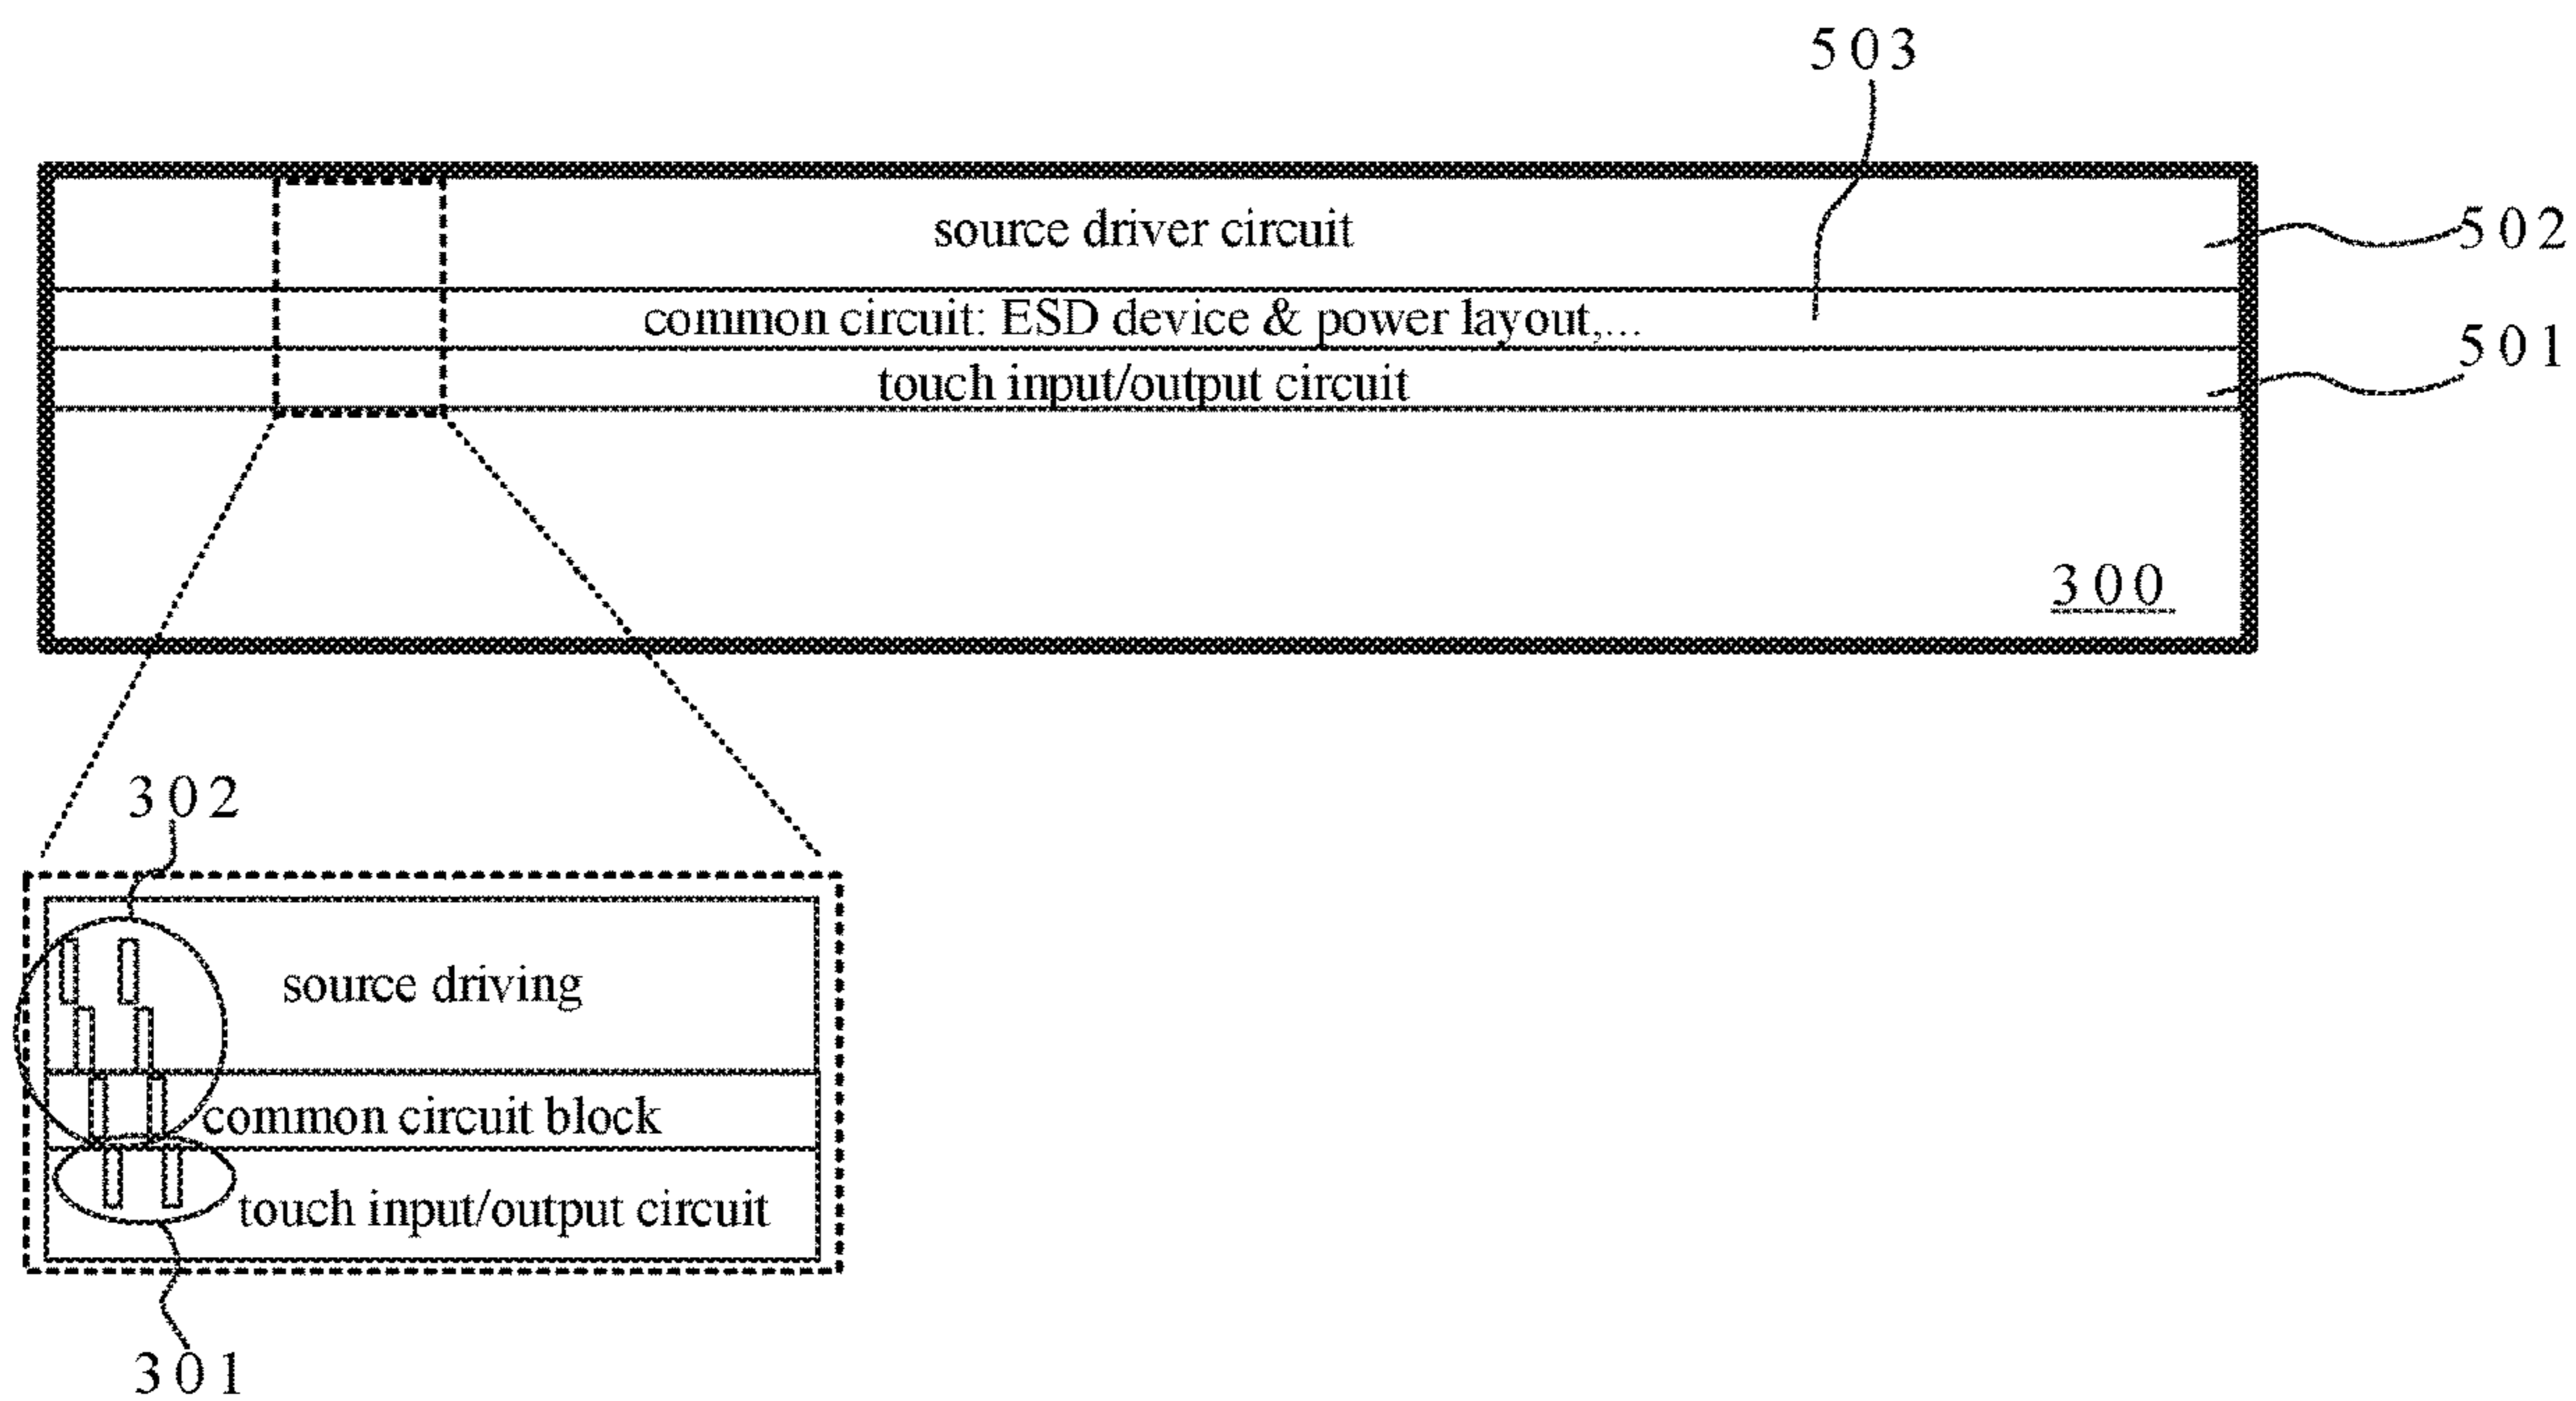 503
source driver circuit
502
common circuit: ESD device & power layout,...
501
touch input/output circuit
300
302
source driving
common circuit block
touch input/output circuit
301